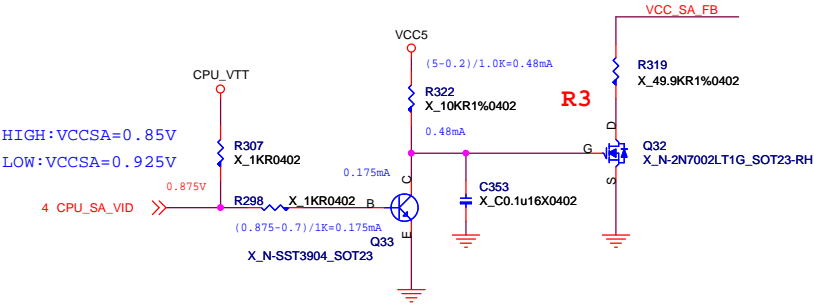 VCC_SA_FB
VCC5
CPU_VTT
(5-0.2)/1.0K=0.48mA
R319
X_49.9KR1%0402
R322
X_10KR1%0402
R3
HIGH:VCCSA=0.85V
0.48mA
D
R307
X_1KR0402
G
Q32
X_N-2N7002LT1G_SOT23-RH
LOW:VCCSA=0.925V
0.175mA
C
S
0.875V
C353
X_C0.1u16X0402
4 CPU_SA_VID
R298
X_1KR0402
B
(0.875-0.7)/1K=0.175mA
E
Q33
X_N-SST3904_SOT23